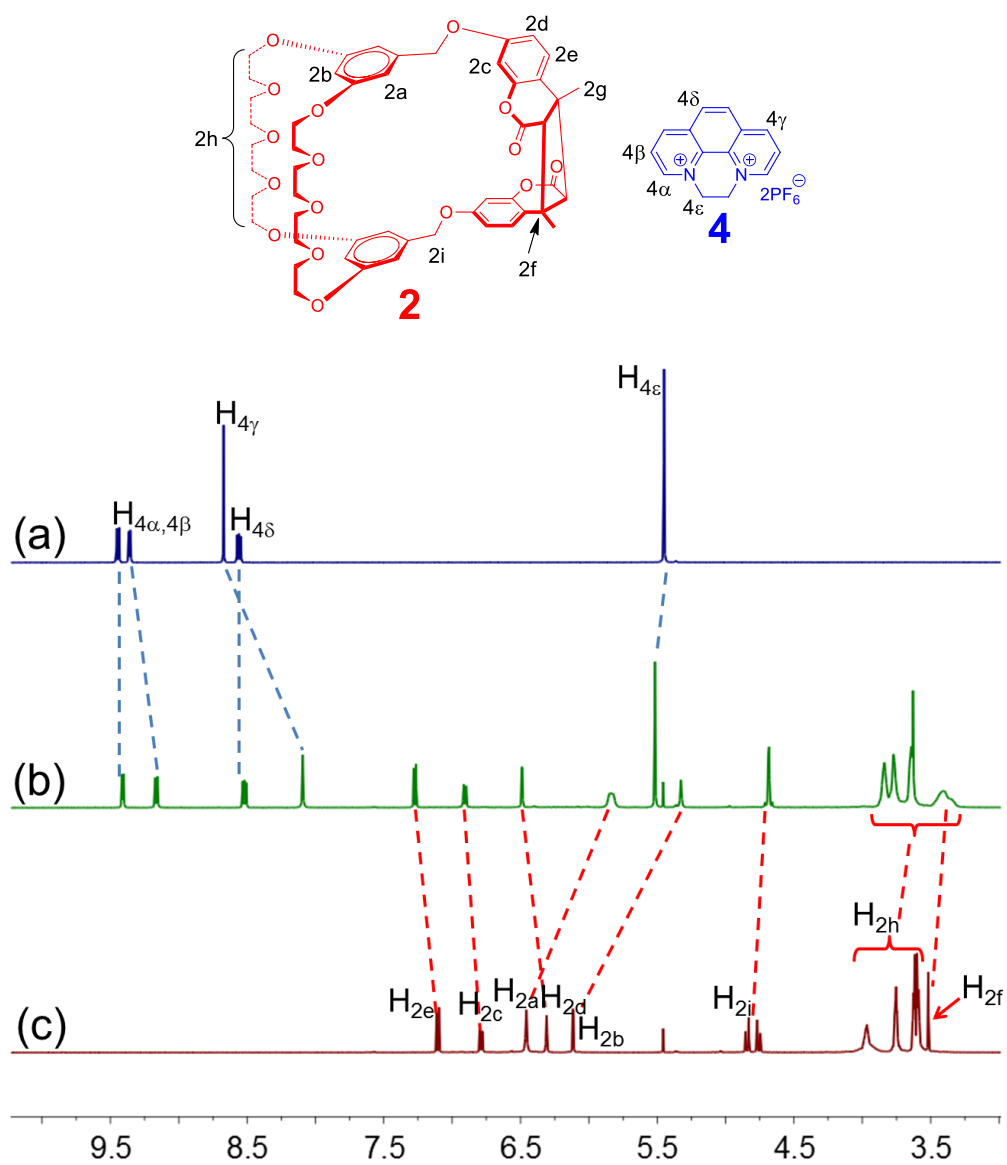 2d
O
O
2e
2b
2c
2g
2a
O
O
O
O
4δ
4γ
2h
O
O
O
4β
+
+
N
N
4α
2PF6⊖
4ε
4
O
O
O
O
O
O
O
O
2i
2f
2
H4ε
H4γ
(a)
H4α,4β
H4δ
(b)
H2h
(c)
H2e
H2c
H2a
H2d
H2b
H2i
H2f
9.5 8.5 7.5 6.5 5.5 4.5 3.5